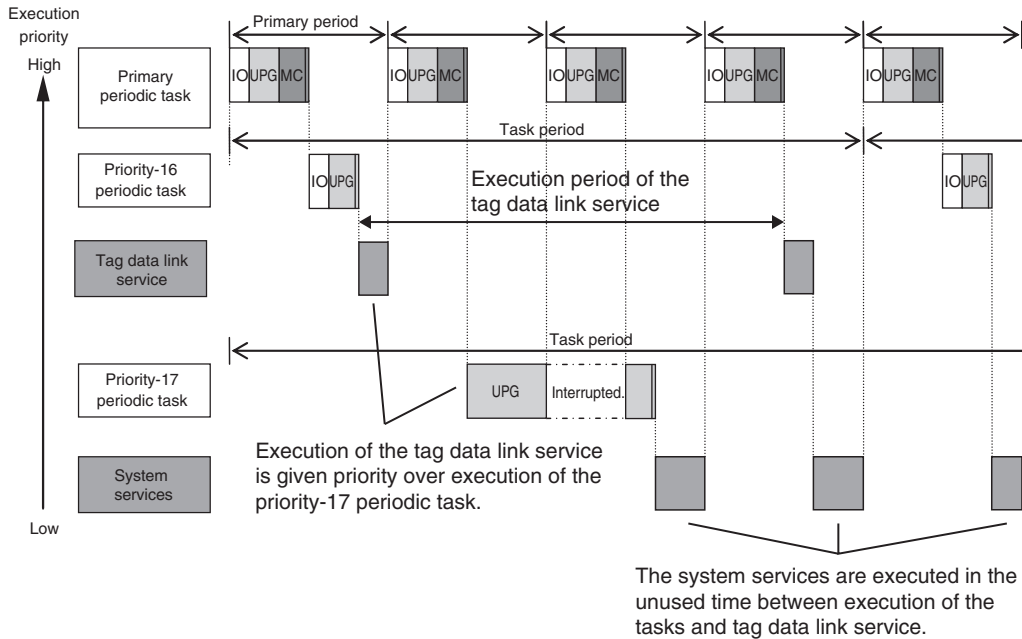 Execution
priority
High
Primary period
Primary
periodic task
IO UPG MC
IO UPG MC
IO UPG MC
IO UPG MC
IO UPG MC
Task period
Priority-16
periodic task
IO UPG
IO UPG
Execution period of the
tag data link service
Tag data link
service
Task period
Priority-17
periodic task
UPG
Interrupted.
Execution of the tag data link service
is given priority over execution of the
priority-17 periodic task.
System
services
Low
The system services are executed in the
unused time between execution of the
tasks and tag data link service.